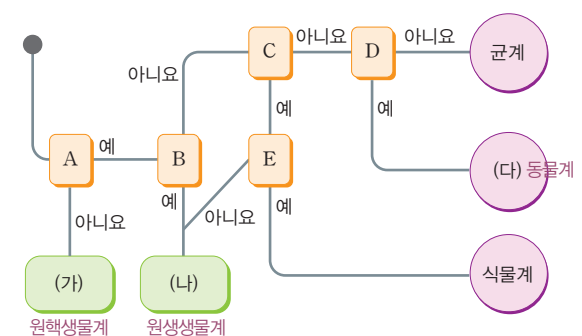 C 아니요 D 아니요 균계
아니요
예 예
A 예 B E (다) 동물계
예 예
아니요 아니요
(가) (나) 식물계
원핵생물계 원생생물계